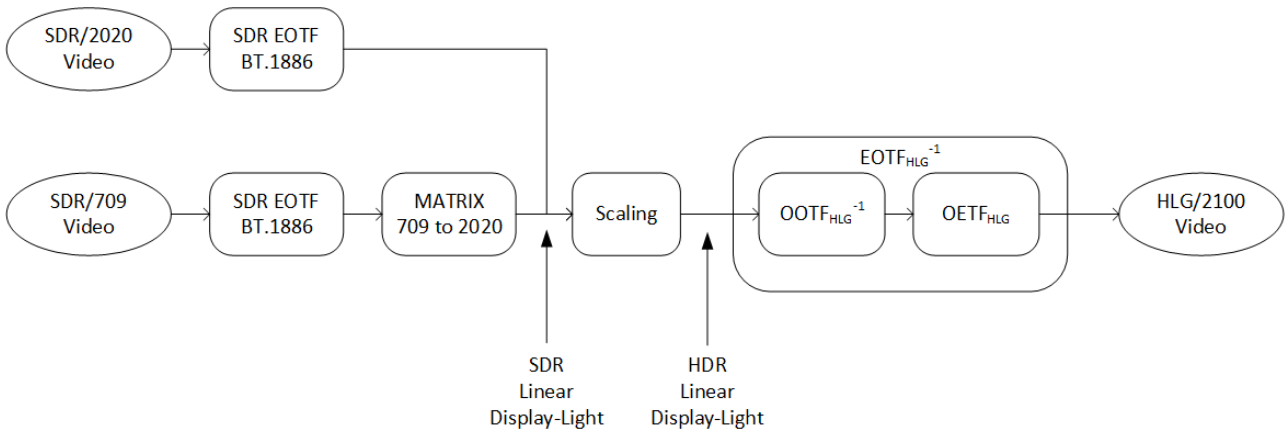 SDR/2020
Video
SDR EOTF
BT.1886
EOTFHLG-1
SDR/709
Video
SDR EOTF
BT.1886
MATRIX
709 to 2020
Scaling
OOTFHLG-1
OETFHLG
HLG/2100
Video
SDR
Linear
Display-Light
HDR
Linear
Display-Light